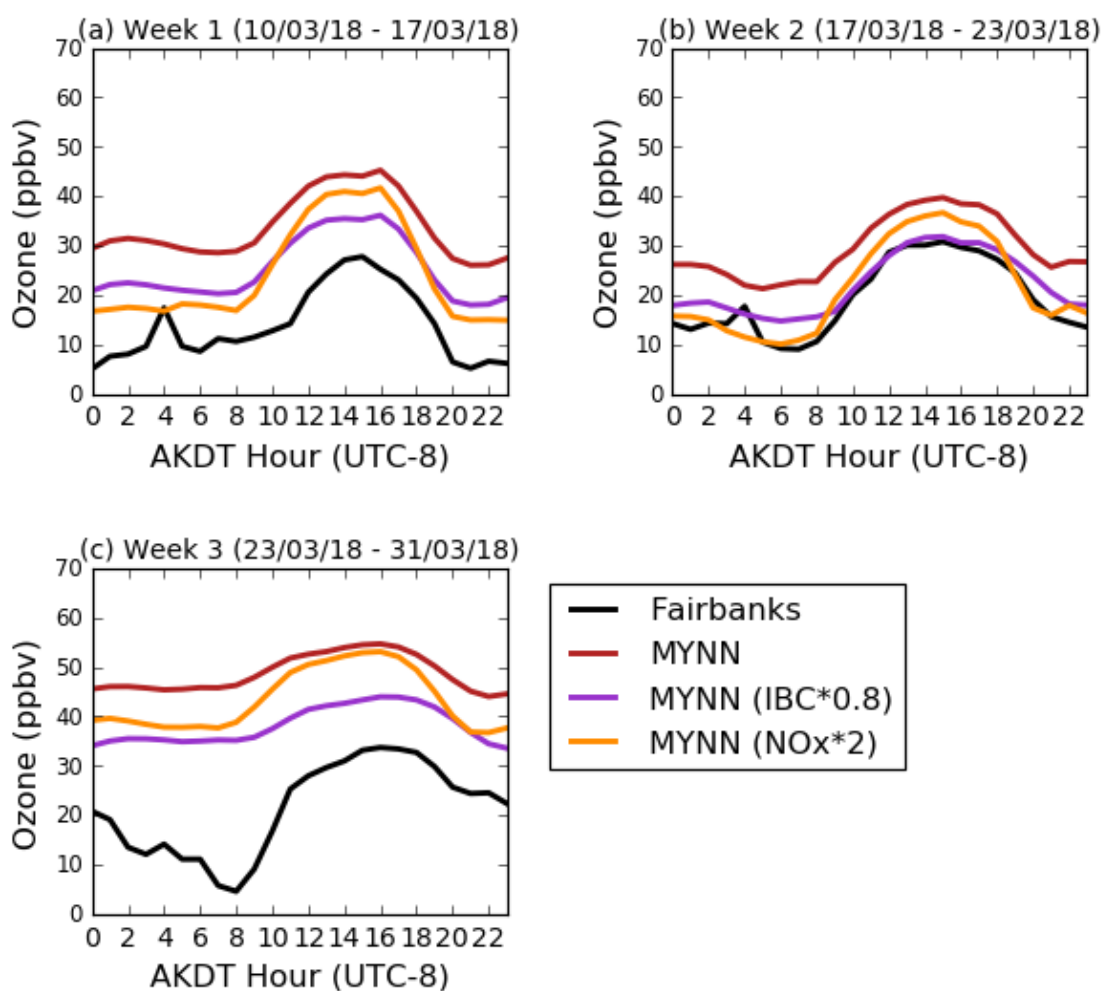 (a) Week 1 (10/03/18 - 17/03/18)
70
60
50
40
30
20
10
0
Ozone (ppbv)
0 2 4 6 8 10 12 14 16 18 20 22
AKDT Hour (UTC-8)
(b) Week 2 (17/03/18 - 23/03/18)
70
60
50
40
30
20
10
0
Ozone (ppbv)
0 2 4 6 8 10 12 14 16 18 20 22
AKDT Hour (UTC-8)
(c) Week 3 (23/03/18 - 31/03/18)
70
60
50
40
30
20
10
0
Ozone (ppbv)
0 2 4 6 8 10 12 14 16 18 20 22
AKDT Hour (UTC-8)
Fairbanks
MYNN
MYNN (IBC*0.8)
MYNN (NOx*2)